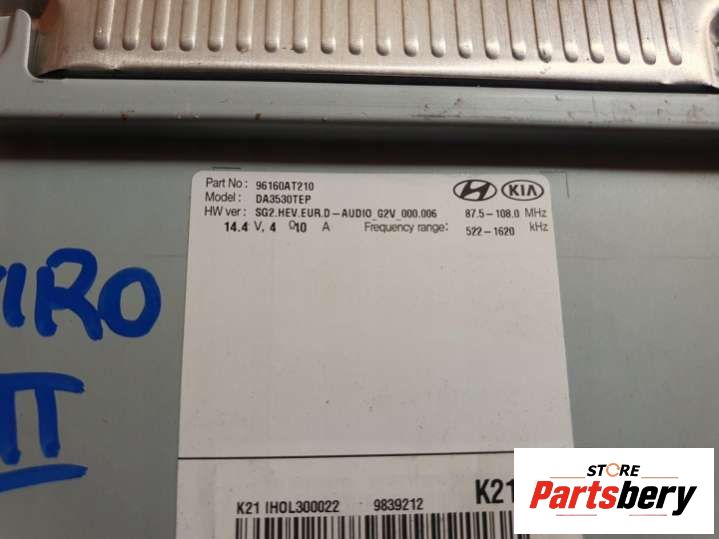 Part No: 96160AT210
Model: DA3530TEP
HW ver: SG2.HEV.EUR.D-AUDIO_G2V_000.006
14.4 V, 4 Ω 10 A
Frequency range: 87.5-108.0 MHz
522-1620 kHz
KIA
IRO
II
K21 IHOL300022 9839212 K21
STORE
Partsbery